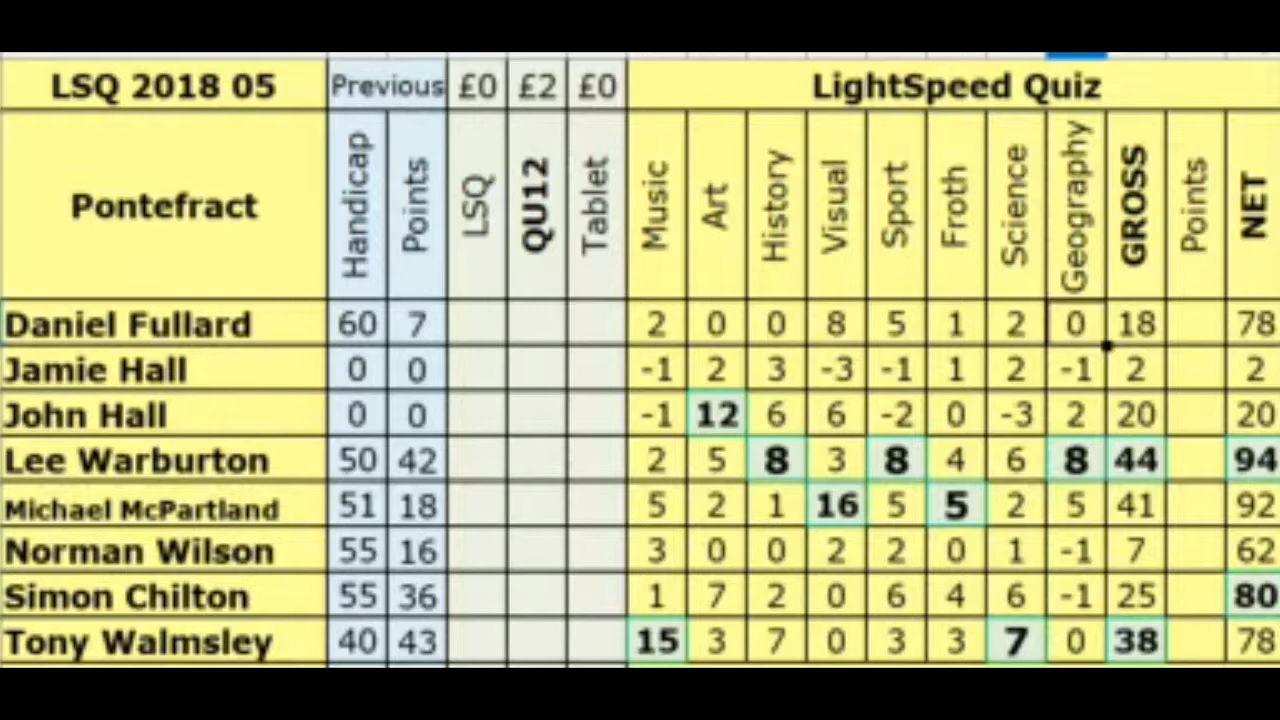 LSQ 2018 05 Previous £0 £2 £0 LightSpeed Quiz
Pontefract Handicap Points LSQ QU12 Tablet Music Art History Visual Sport Froth Science Geography GROSS Points NET
Daniel Fullard 60 7 2 0 0 8 5 1 2 0 18 78
Jamie Hall 0 0 -1 2 3 -3 -1 1 2 -1 2 2
John Hall 0 0 -1 12 6 6 -2 0 -3 2 20 20
Lee Warburton 50 42 2 5 8 3 8 4 6 8 44 94
Michael McPartland 51 18 5 2 1 16 5 5 2 5 41 92
Norman Wilson 55 16 3 0 0 2 2 0 1 -1 7 62
Simon Chilton 55 36 1 7 2 0 6 4 6 -1 25 80
Tony Walmsley 40 43 15 3 7 0 3 3 7 0 38 78